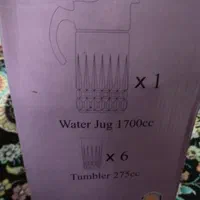 x 1
Water Jug 1700cc
x 6
Tumbler 275cc